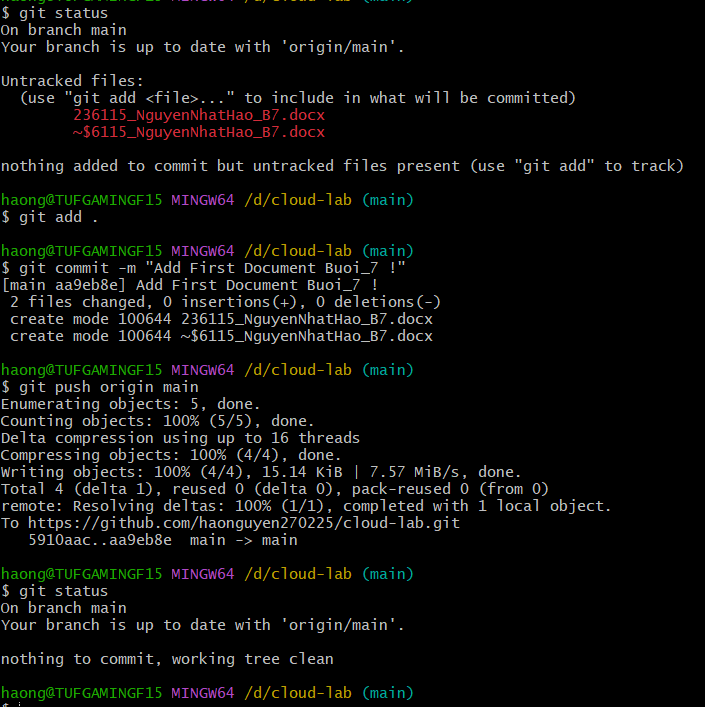 haong@TUFGAMINGF15 MINGW64 /d/cloud-lab (main)
$ git status
On branch main
Your branch is up to date with 'origin/main'.
Untracked files:
  (use "git add <file>..." to include in what will be committed)
        236115_NguyenNhatHao_B7.docx
        ~$6115_NguyenNhatHao_B7.docx
nothing added to commit but untracked files present (use "git add" to track)
haong@TUFGAMINGF15 MINGW64 /d/cloud-lab (main)
$ git add .
haong@TUFGAMINGF15 MINGW64 /d/cloud-lab (main)
$ git commit -m "Add First Document Buoi_7 !"
[main aa9eb8e] Add First Document Buoi_7 !
 2 files changed, 0 insertions(+), 0 deletions(-)
 create mode 100644 236115_NguyenNhatHao_B7.docx
 create mode 100644 ~$6115_NguyenNhatHao_B7.docx
haong@TUFGAMINGF15 MINGW64 /d/cloud-lab (main)
$ git push origin main
Enumerating objects: 5, done.
Counting objects: 100% (5/5), done.
Delta compression using up to 16 threads
Compressing objects: 100% (4/4), done.
Writing objects: 100% (4/4), 15.14 KiB | 7.57 MiB/s, done.
Total 4 (delta 1), reused 0 (delta 0), pack-reused 0 (from 0)
remote: Resolving deltas: 100% (1/1), completed with 1 local object.
To https://github.com/haonguyen270225/cloud-lab.git
   5910aac..aa9eb8e  main -> main
haong@TUFGAMINGF15 MINGW64 /d/cloud-lab (main)
$ git status
On branch main
Your branch is up to date with 'origin/main'.
nothing to commit, working tree clean
haong@TUFGAMINGF15 MINGW64 /d/cloud-lab (main)
$